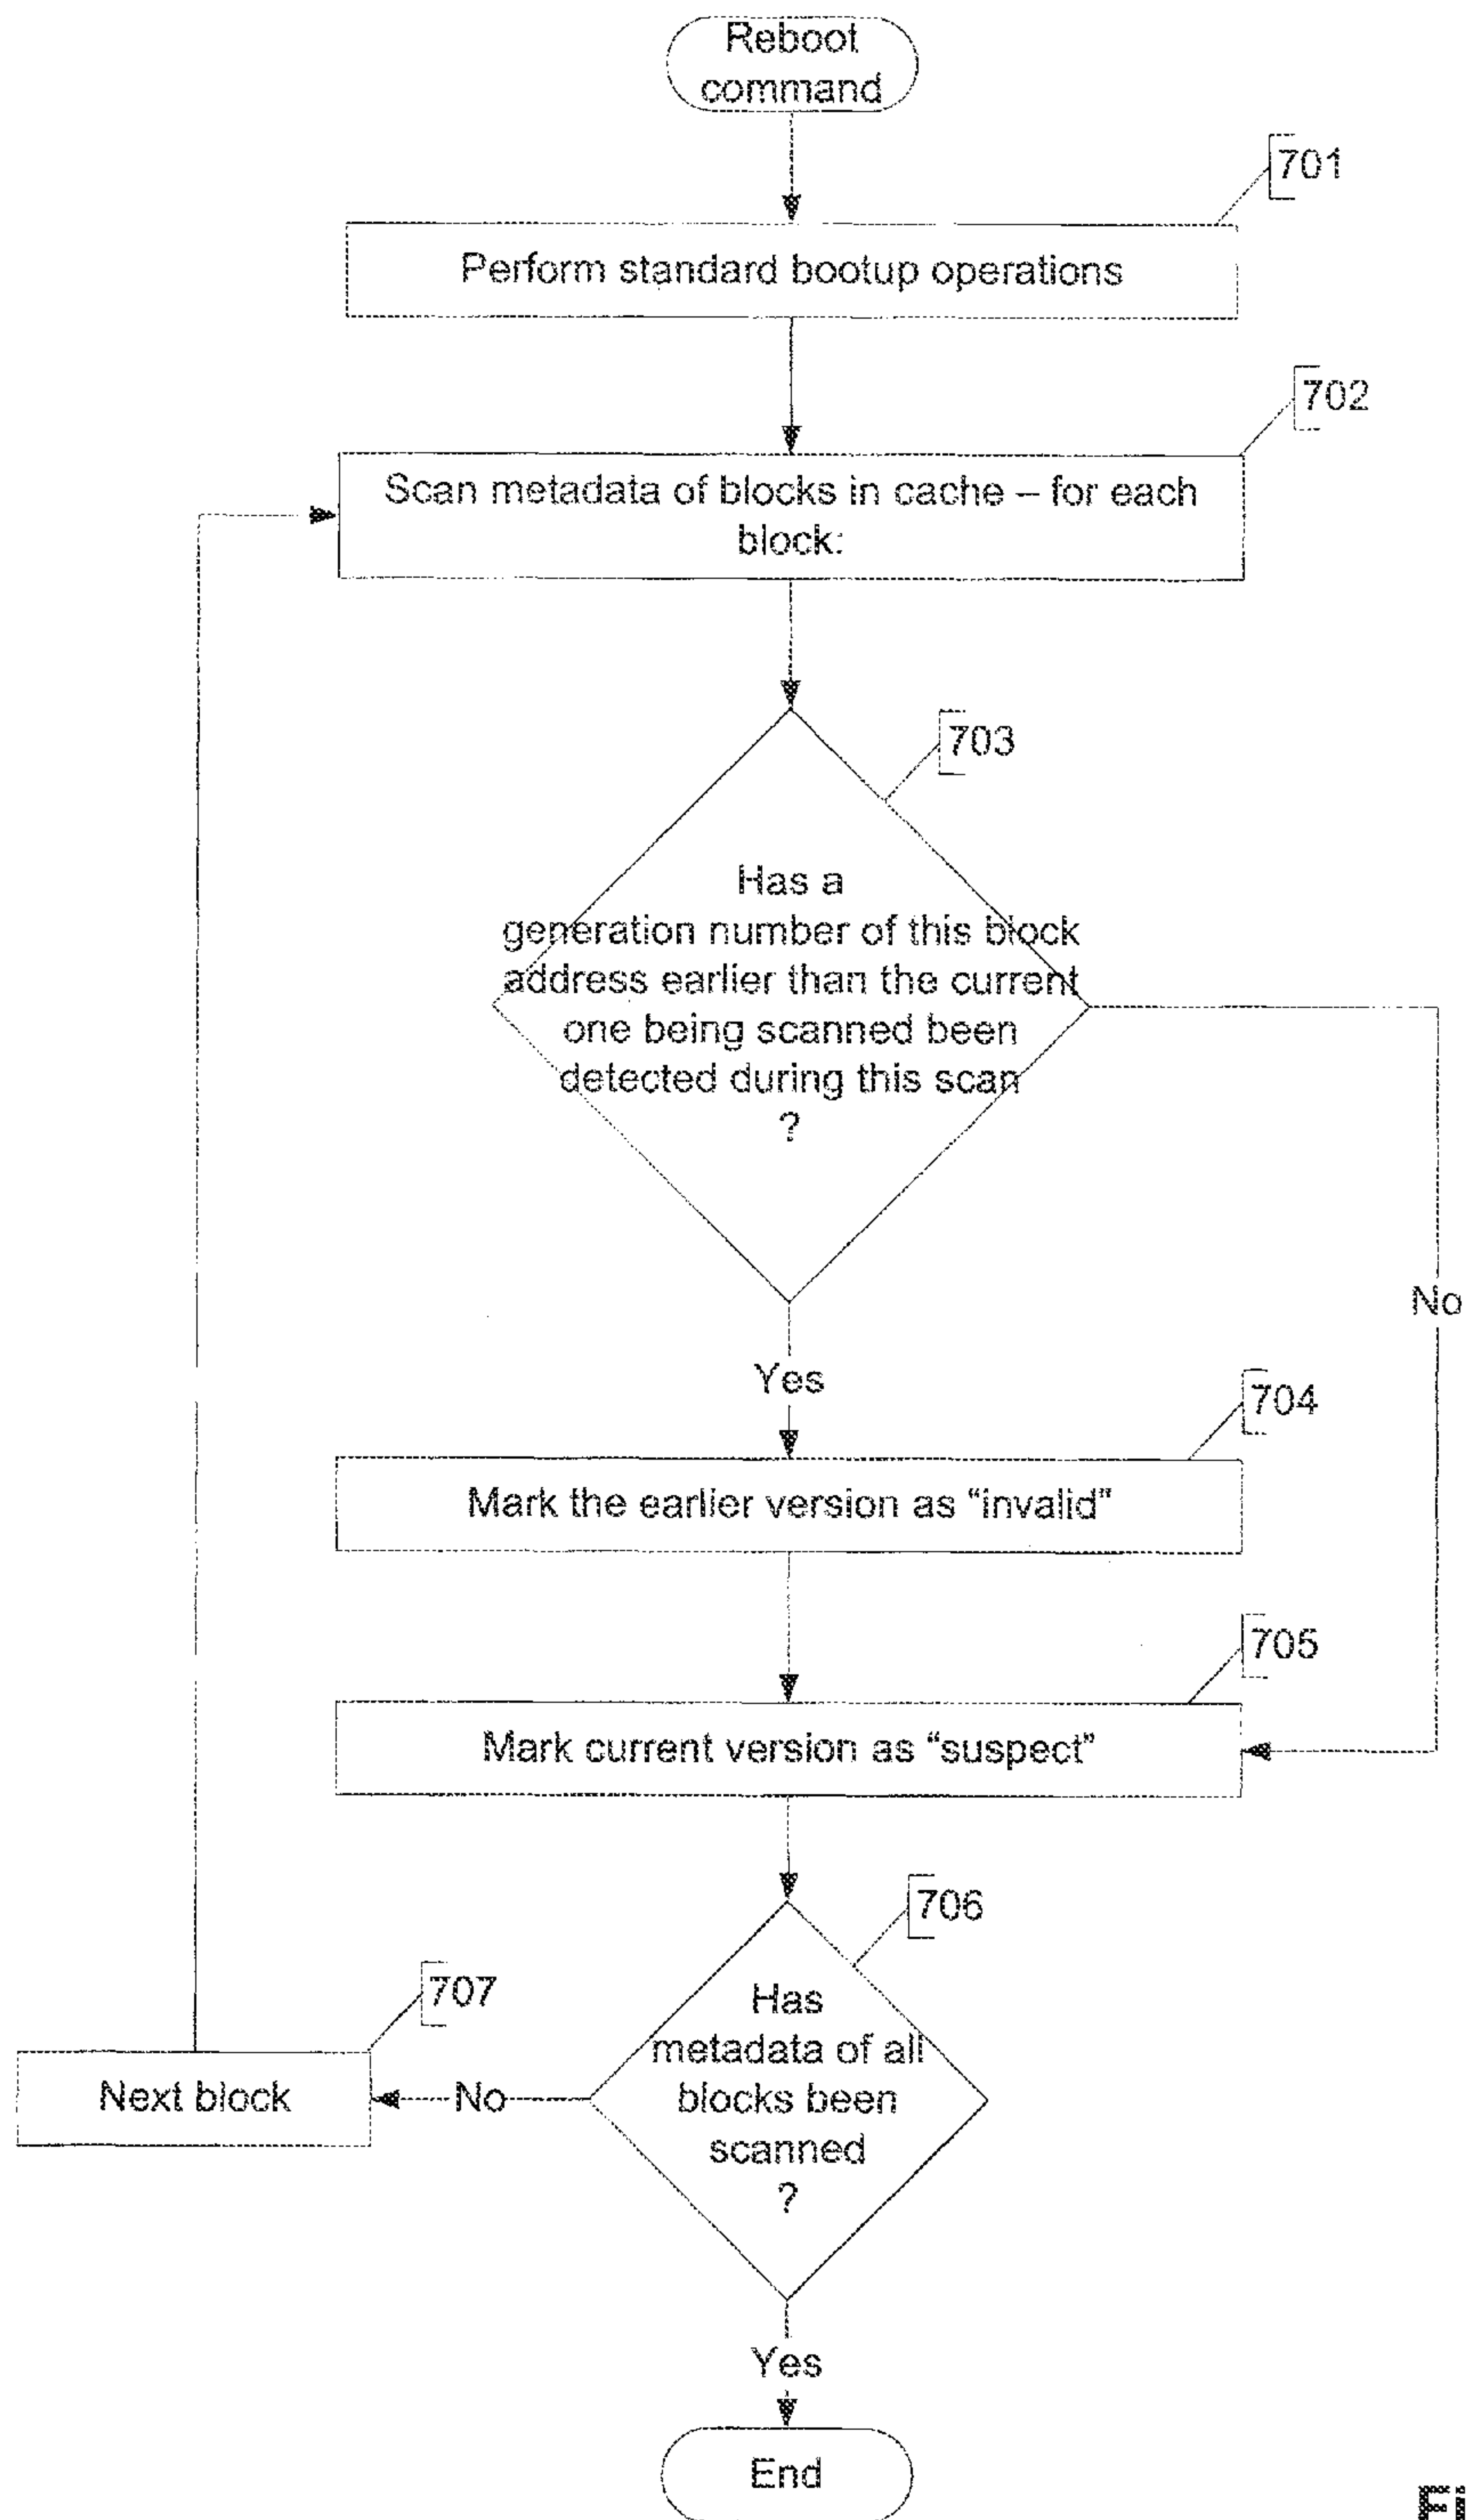 Reboot
command
701
Perform standard bootup operations
702
Scan metadata of blocks in cache – for each
block:
703
Has a
generation number of this block
address earlier than the current
one being scanned been
detected during this scan
?
No
Yes
704
Mark the earlier version as “invalid”
705
Mark current version as “suspect”
706
Has
metadata of all
blocks been
scanned
?
707
Next block
No
Yes
End